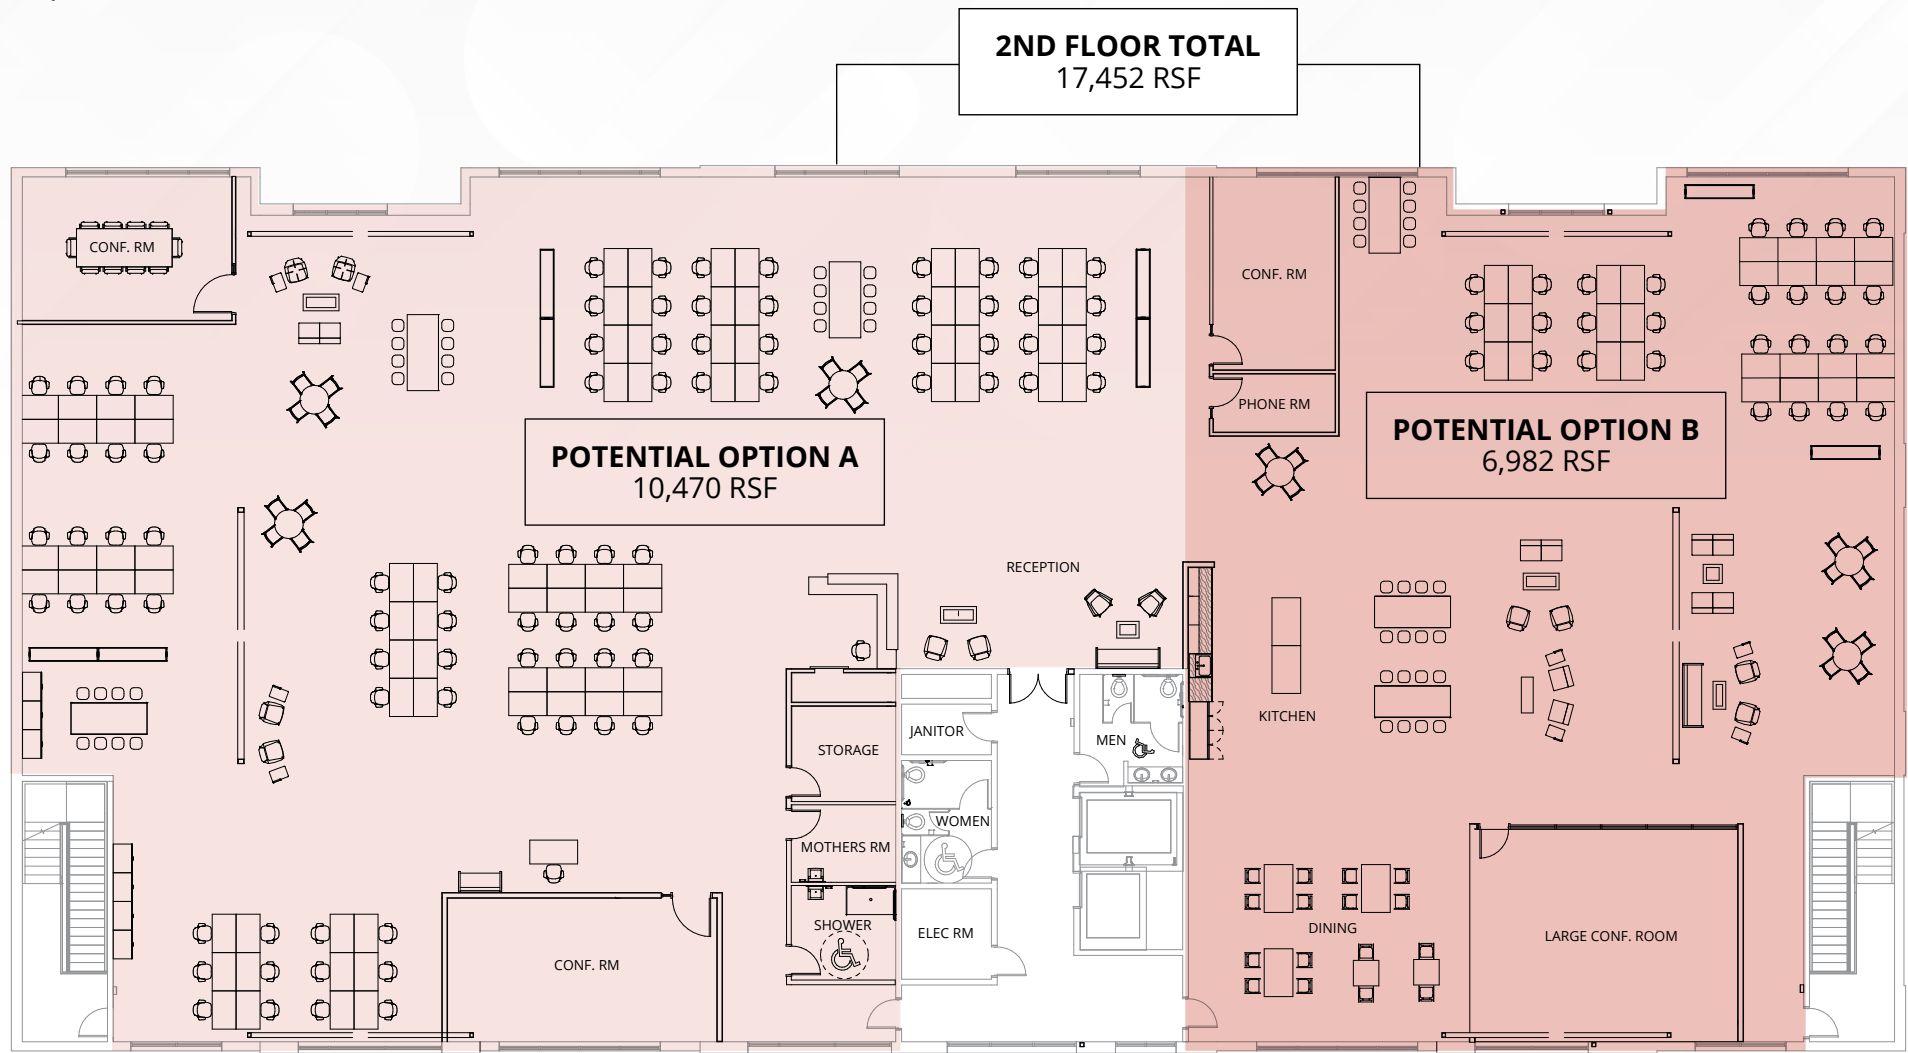 2ND FLOOR TOTAL
17,452 RSF
CONF. RM
CONF. RM
PHONE RM
POTENTIAL OPTION A
10,470 RSF
POTENTIAL OPTION B
6,982 RSF
RECEPTION
KITCHEN
JANITOR
MEN
STORAGE
WOMEN
MOTHERS RM
SHOWER
ELEC RM
CONF. RM
DINING
LARGE CONF. ROOM